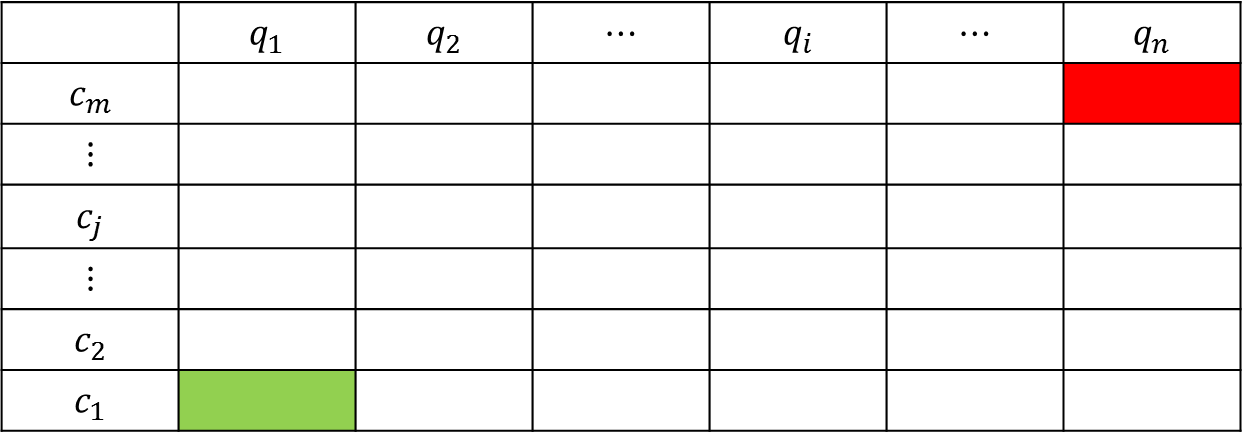 q₁ q₂ ⋯ qᵢ ⋯ qₙ
cₘ
⋮
cⱼ
⋮
c₂
c₁